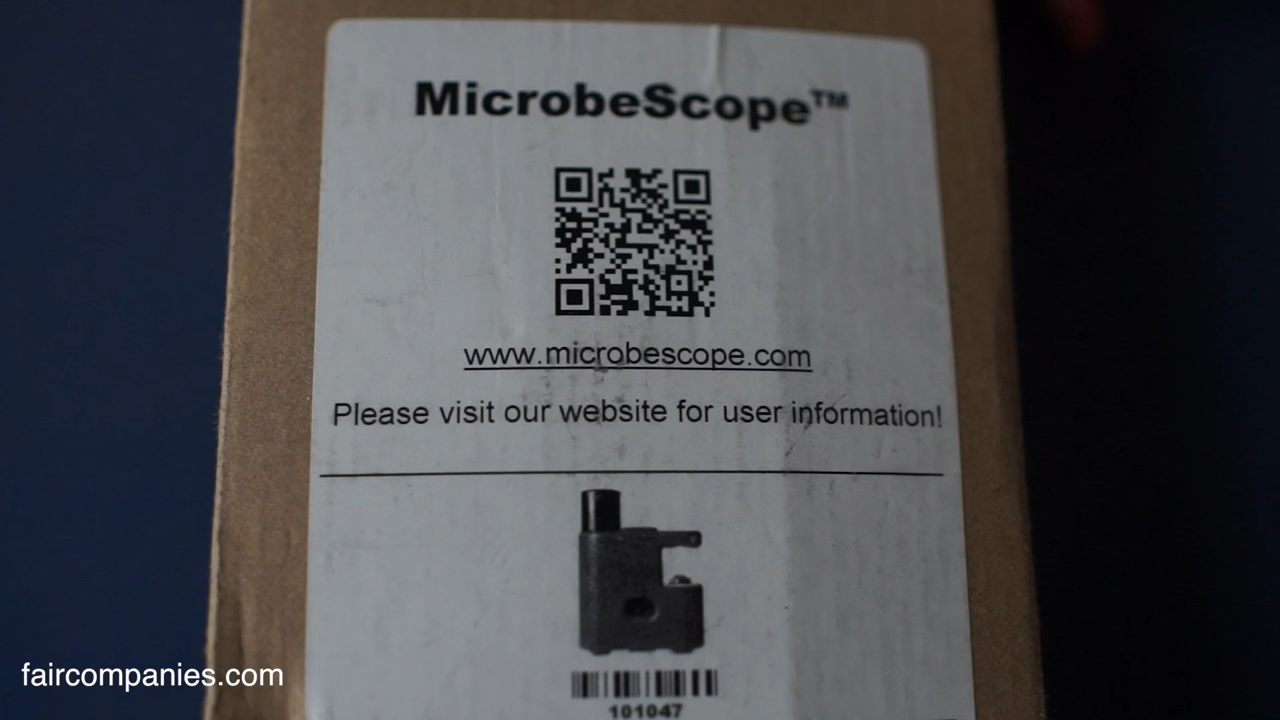 MicrobeScope™
www.microbescope.com
Please visit our website for user information!
101047
faircompanies.com